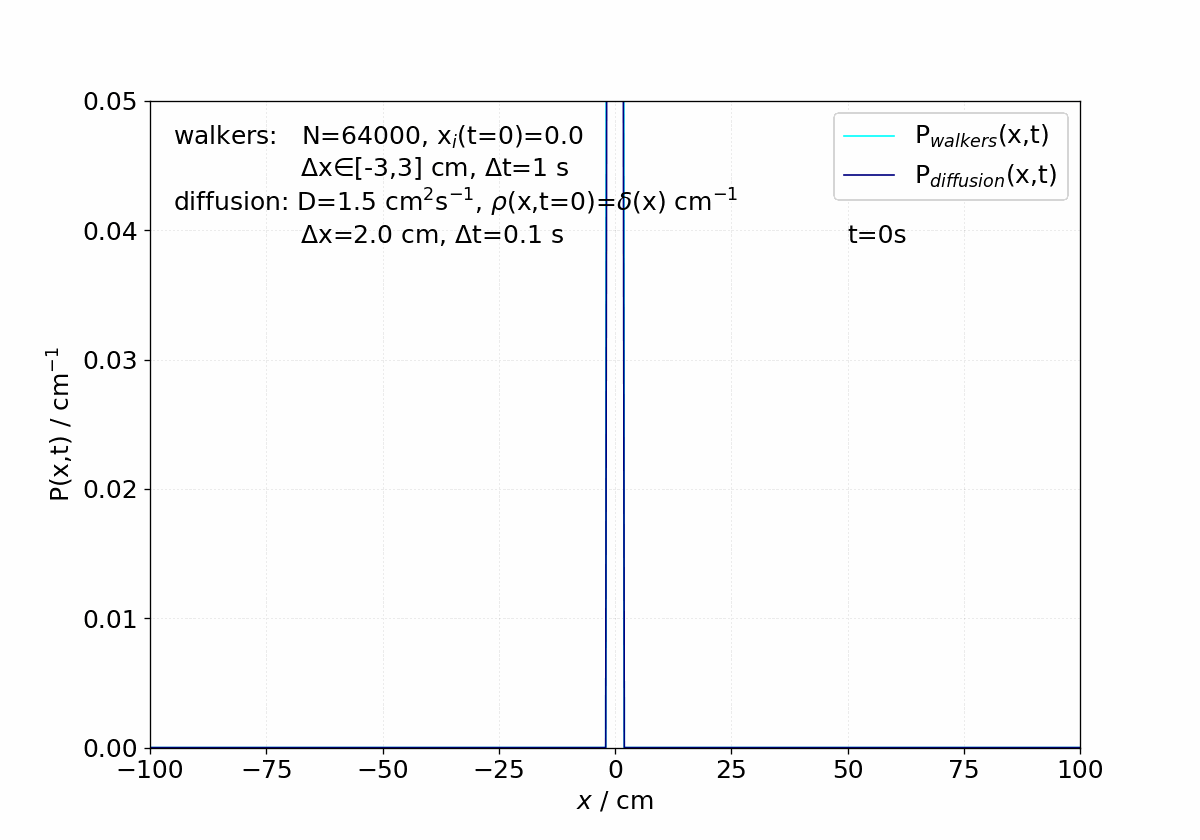 walkers: N=64000, xᵢ(t=0)=0.0
Δx∈[-3,3] cm, Δt=1 s
diffusion: D=1.5 cm²s⁻¹, ρ(x,t=0)=δ(x) cm⁻¹
Δx=2.0 cm, Δt=0.1 s
P_walkers(x,t)
P_diffusion(x,t)
t=0s
0.05
0.04
0.03
0.02
0.01
0.00
P(x,t) / cm⁻¹
−100 −75 −50 −25 0 25 50 75 100
x / cm